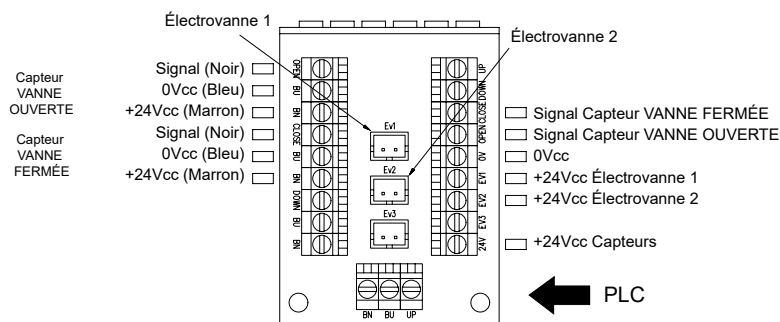 Électrovanne 1
Électrovanne 2
Capteur
VANNE
OUVERTE
Signal (Noir)
0Vcc (Bleu)
+24Vcc (Marron)
Capteur
VANNE
FERMÉE
Signal (Noir)
0Vcc (Bleu)
+24Vcc (Marron)
OPEN
BU
BN
CLOSE
BU
BN
DOWN
BU
BN
Ev1
Ev2
Ev3
UP
DOWN
CLOSE
OPEN
0V
EV1
EV2
EV3
24V
Signal Capteur VANNE FERMÉE
Signal Capteur VANNE OUVERTE
0Vcc
+24Vcc Électrovanne 1
+24Vcc Électrovanne 2
+24Vcc Capteurs
PLC
BN BU UP